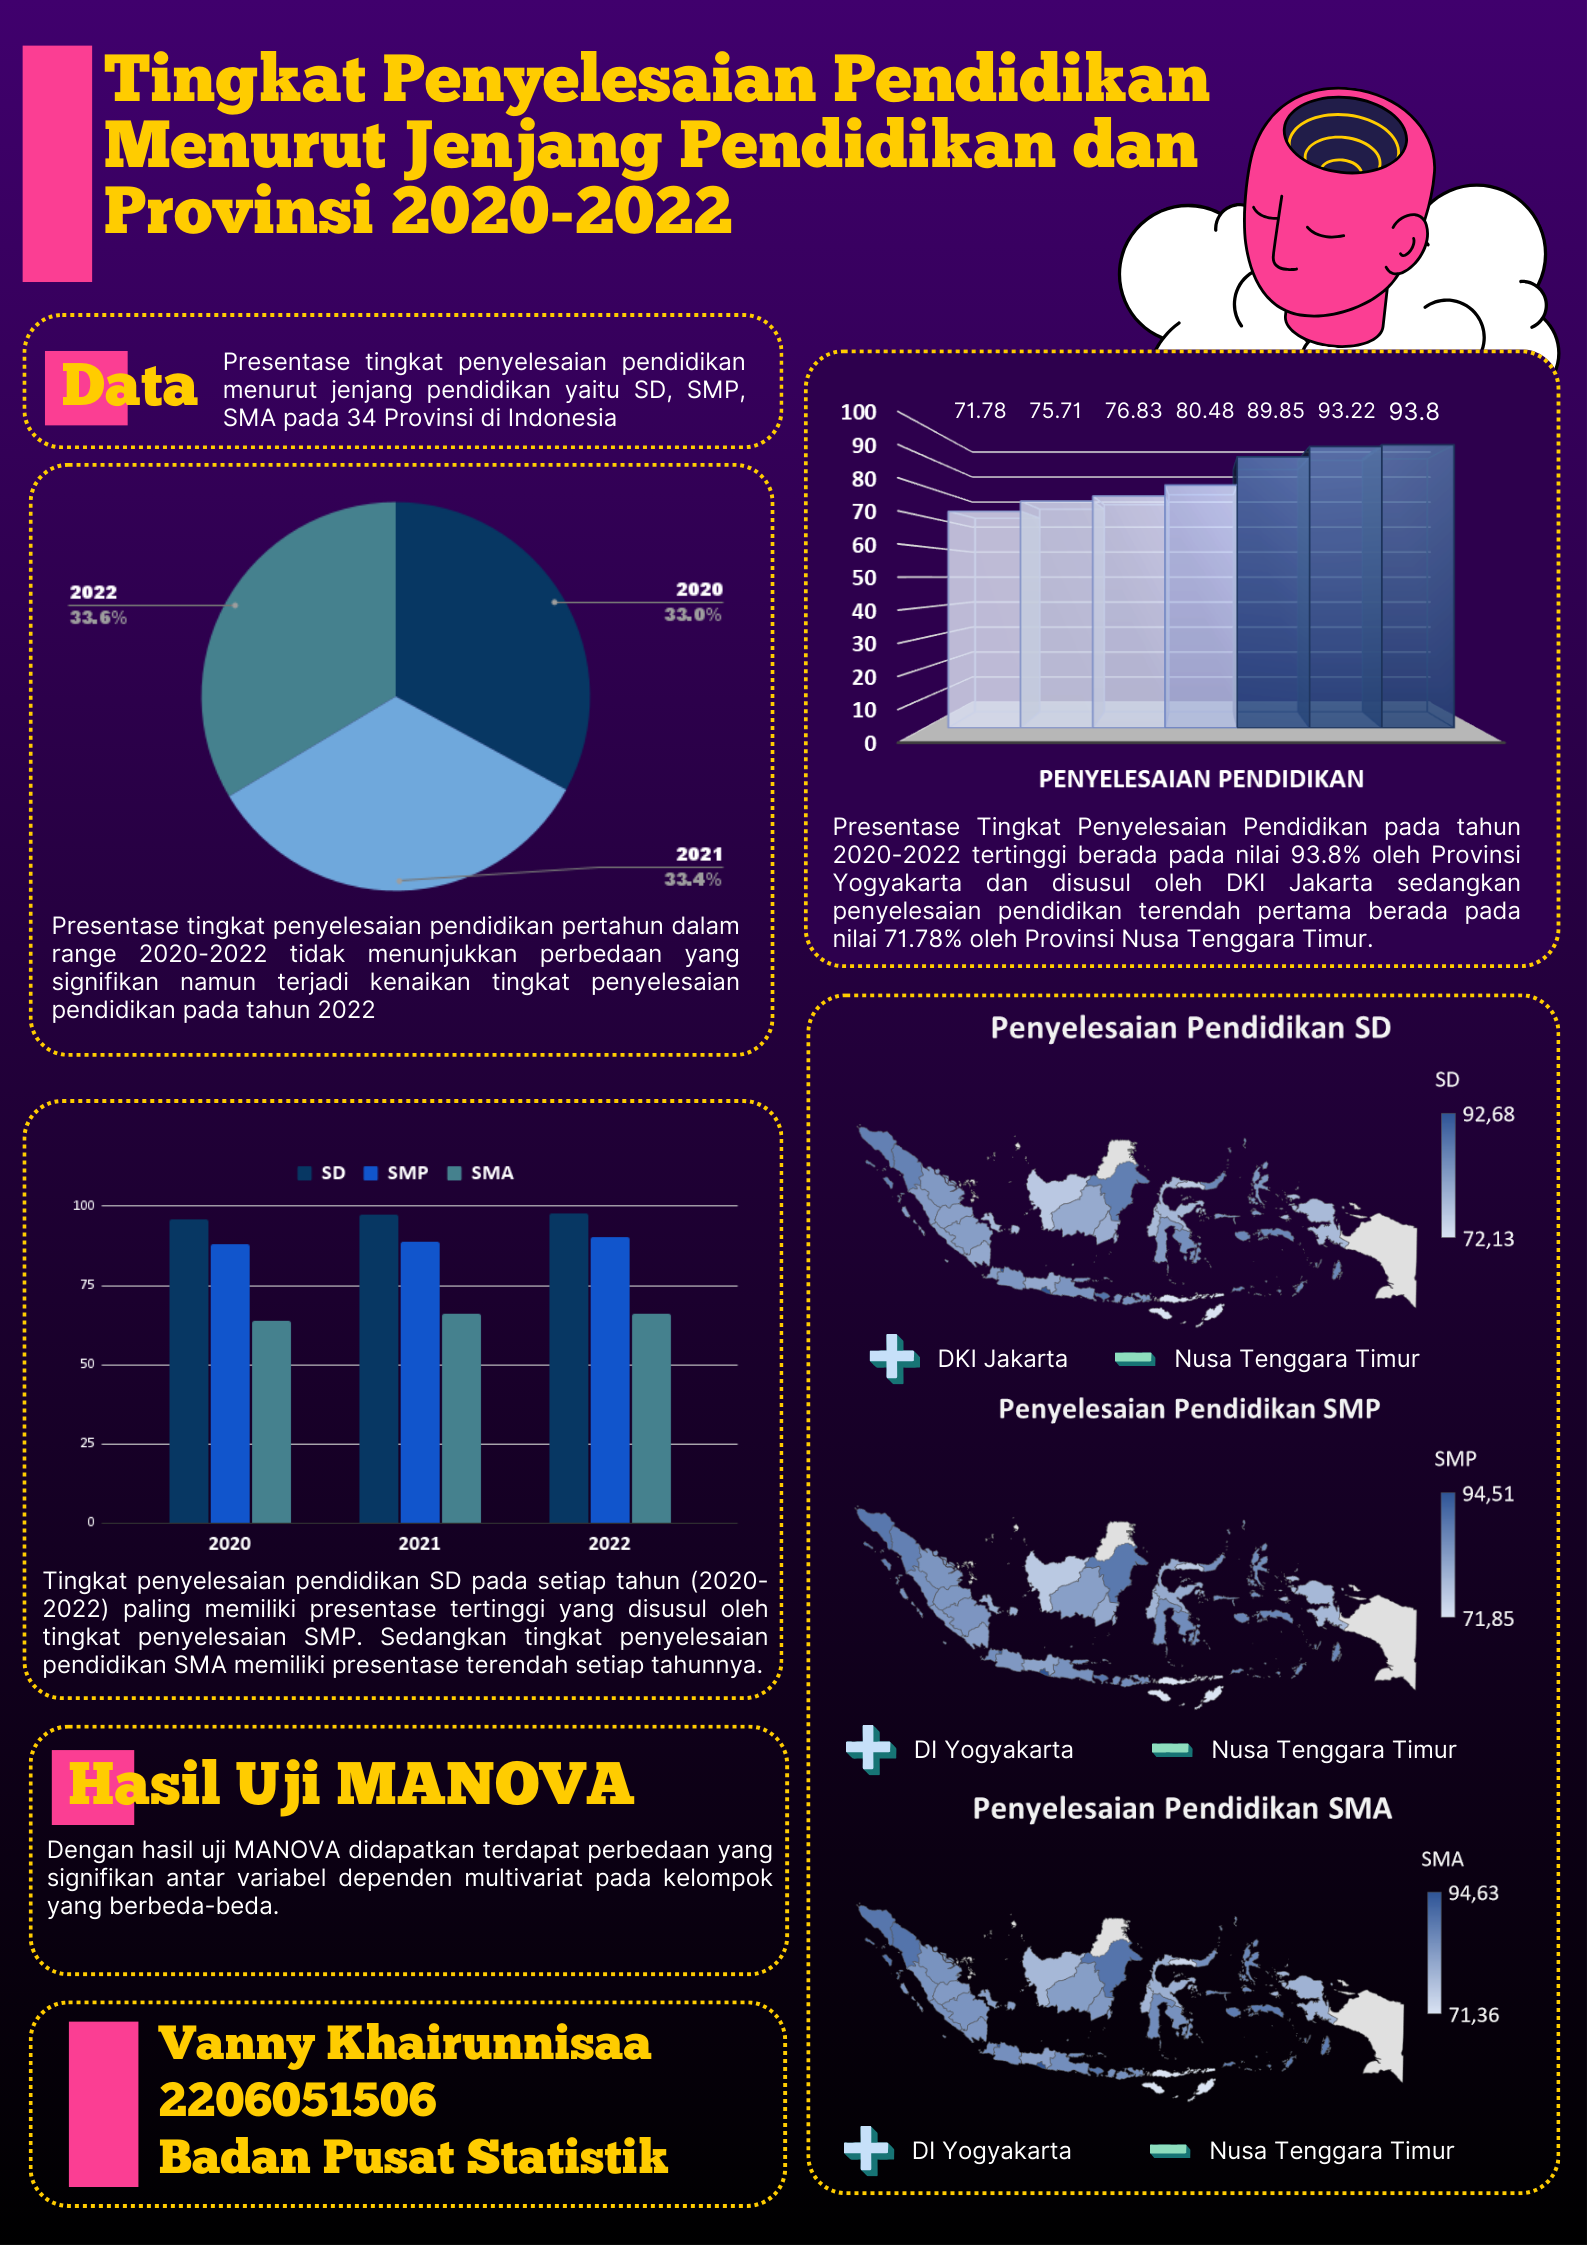 Tingkat Penyelesaian Pendidikan
Menurut Jenjang Pendidikan dan
Provinsi 2020-2022
Data
Presentase tingkat penyelesaian pendidikan
menurut jenjang pendidikan yaitu SD, SMP,
SMA pada 34 Provinsi di Indonesia
2022
33.6%
2020
33.0%
2021
33.4%
Presentase tingkat penyelesaian pendidikan pertahun dalam
range 2020-2022 tidak menunjukkan perbedaan yang
signifikan namun terjadi kenaikan tingkat penyelesaian
pendidikan pada tahun 2022
SD SMP SMA
100
75
50
25
0
2020 2021 2022
Tingkat penyelesaian pendidikan SD pada setiap tahun (2020-
2022) paling memiliki presentase tertinggi yang disusul oleh
tingkat penyelesaian SMP. Sedangkan tingkat penyelesaian
pendidikan SMA memiliki presentase terendah setiap tahunnya.
Hasil Uji MANOVA
Dengan hasil uji MANOVA didapatkan terdapat perbedaan yang
signifikan antar variabel dependen multivariat pada kelompok
yang berbeda-beda.
Vanny Khairunnisaa
2206051506
Badan Pusat Statistik
71.78 75.71 76.83 80.48 89.85 93.22 93.8
100
90
80
70
60
50
40
30
20
10
0
PENYELESAIAN PENDIDIKAN
Presentase Tingkat Penyelesaian Pendidikan pada tahun
2020-2022 tertinggi berada pada nilai 93.8% oleh Provinsi
Yogyakarta dan disusul oleh DKI Jakarta sedangkan
penyelesaian pendidikan terendah pertama berada pada
nilai 71.78% oleh Provinsi Nusa Tenggara Timur.
Penyelesaian Pendidikan SD
SD
92,68
72,13
DKI Jakarta Nusa Tenggara Timur
Penyelesaian Pendidikan SMP
SMP
94,51
71,85
DI Yogyakarta Nusa Tenggara Timur
Penyelesaian Pendidikan SMA
SMA
94,63
71,36
DI Yogyakarta Nusa Tenggara Timur